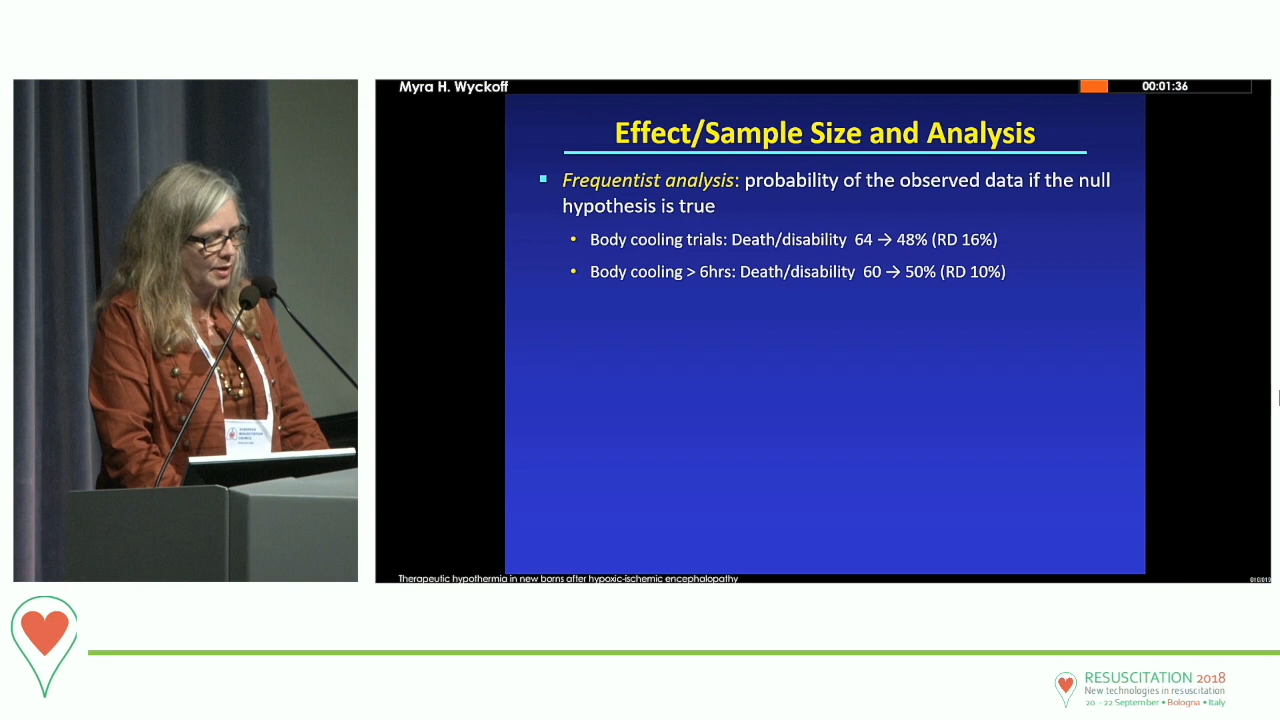 Myra H. Wyckoff
00:01:36
Effect/Sample Size and Analysis
Frequentist analysis: probability of the observed data if the null
hypothesis is true
Body cooling trials: Death/disability 64 → 48% (RD 16%)
Body cooling > 6hrs: Death/disability 60 → 50% (RD 10%)
Therapeutic hypothermia in new borns after hypoxic-ischemic encephalopathy
EUROPEAN
RESUSCITATION
COUNCIL
RESUSCITATION 2018
New technologies in resuscitation
20 - 22 September • Bologna • Italy